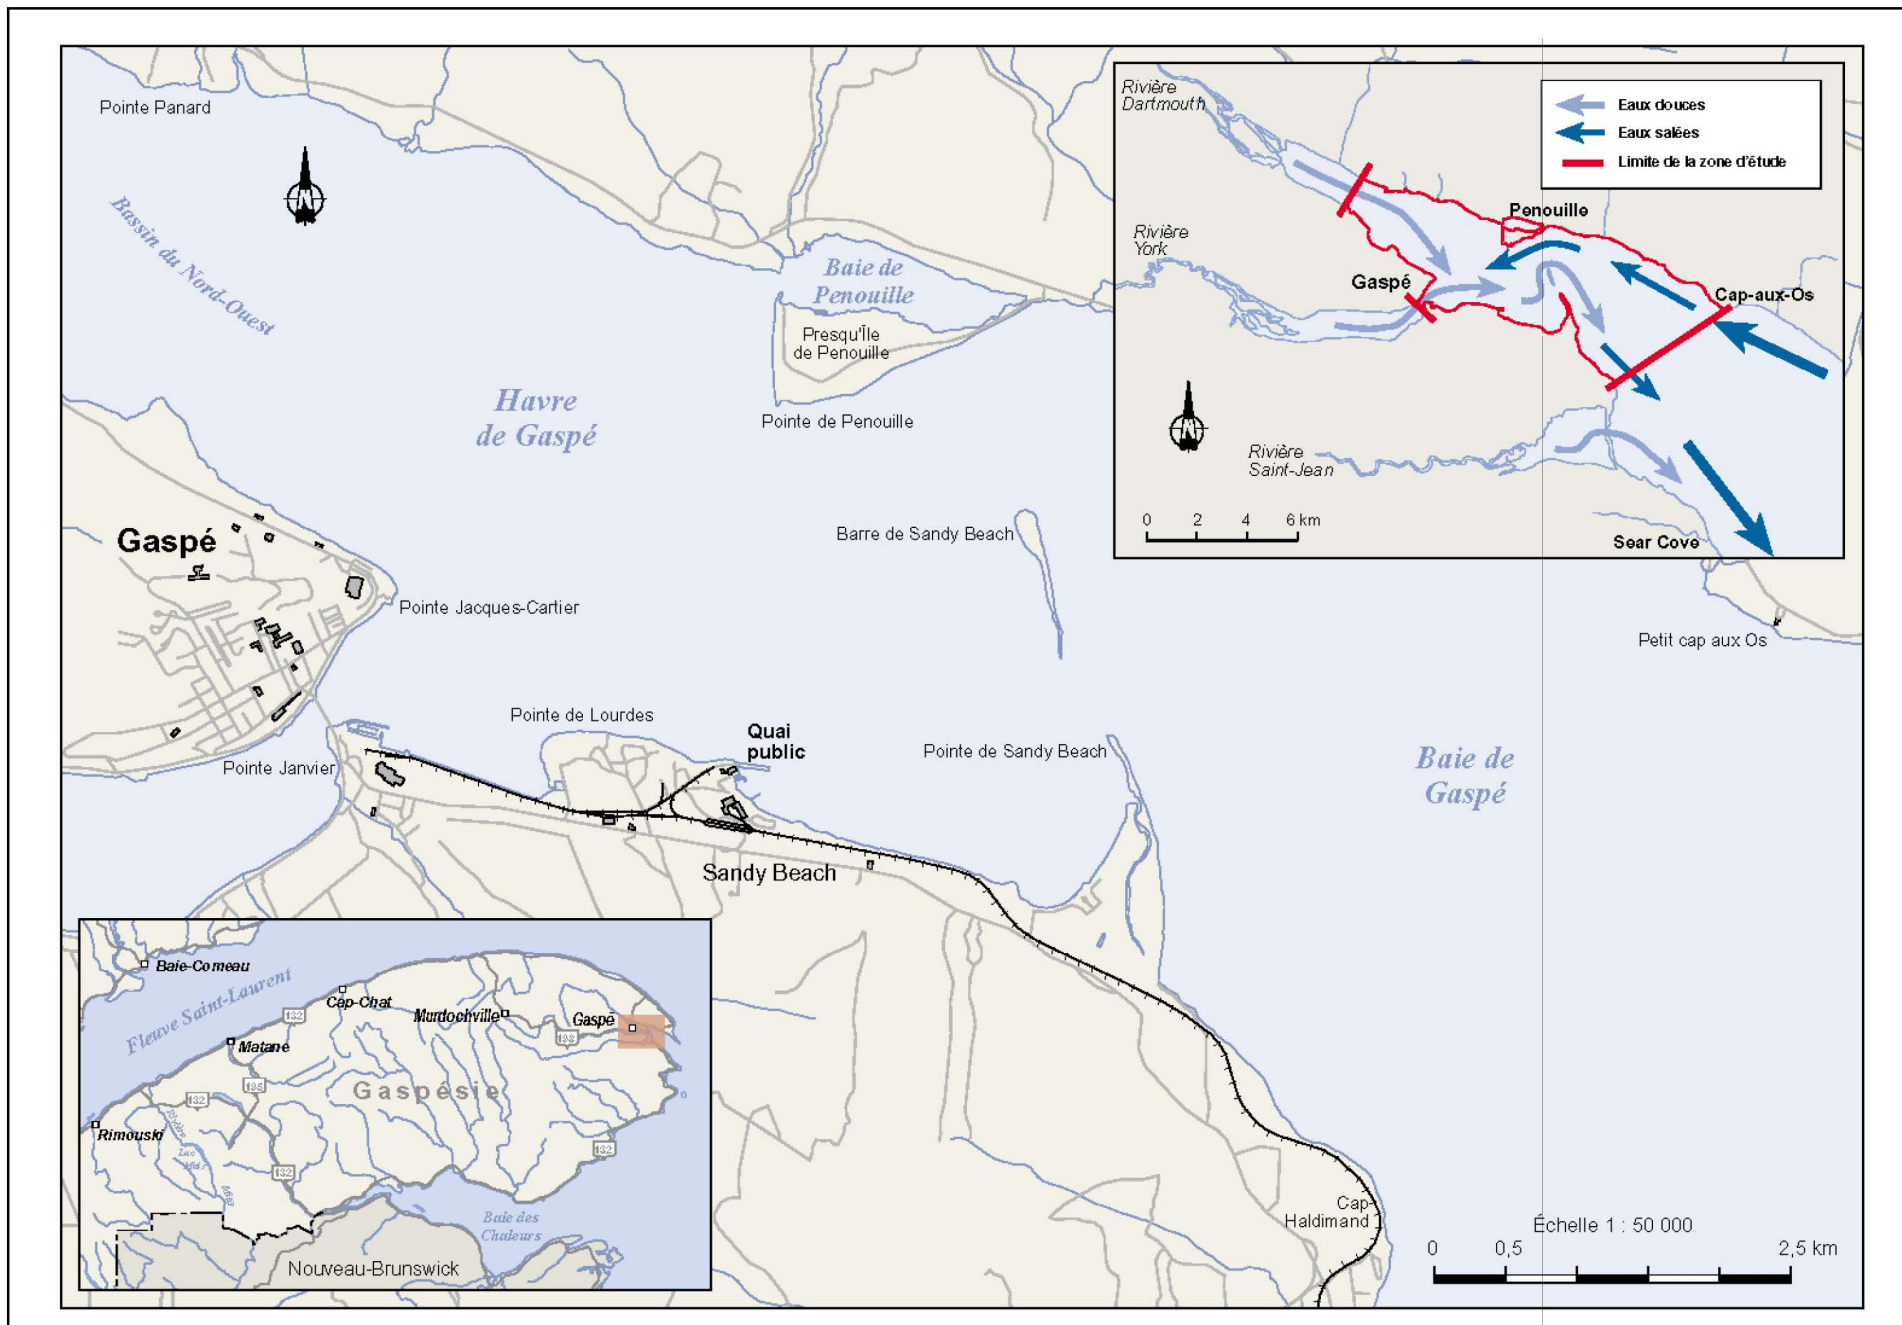 Pointe Panard
Bassin du Nord-Ouest
Baie de
Penouille
Presqu'Île
de Penouille
Pointe de Penouille
Havre
de Gaspé
Barre de Sandy Beach
Gaspé
Pointe Jacques-Cartier
Pointe de Lourdes
Quai
public
Pointe de Sandy Beach
Pointe Janvier
Sandy Beach
Baie de
Gaspé
Petit cap aux Os
Cap-
Haldimand
Échelle 1 : 50 000
0 0,5 2,5 km
N
Rivière
Dartmouth
Eaux douces
Eaux salées
Limite de la zone d'étude
Penouille
Rivière
York
Gaspé
Cap-aux-Os
N
Rivière
Saint-Jean
0 2 4 6 km
Sear Cove
Baie-Comeau
Fleuve Saint-Laurent
Cap-Chat
132
Murdochville
Gaspé
198
Matane
195
132
Gaspésie
Rimouski
Rivière
Mitis
132
132
Baie des
Chaleurs
Nouveau-Brunswick